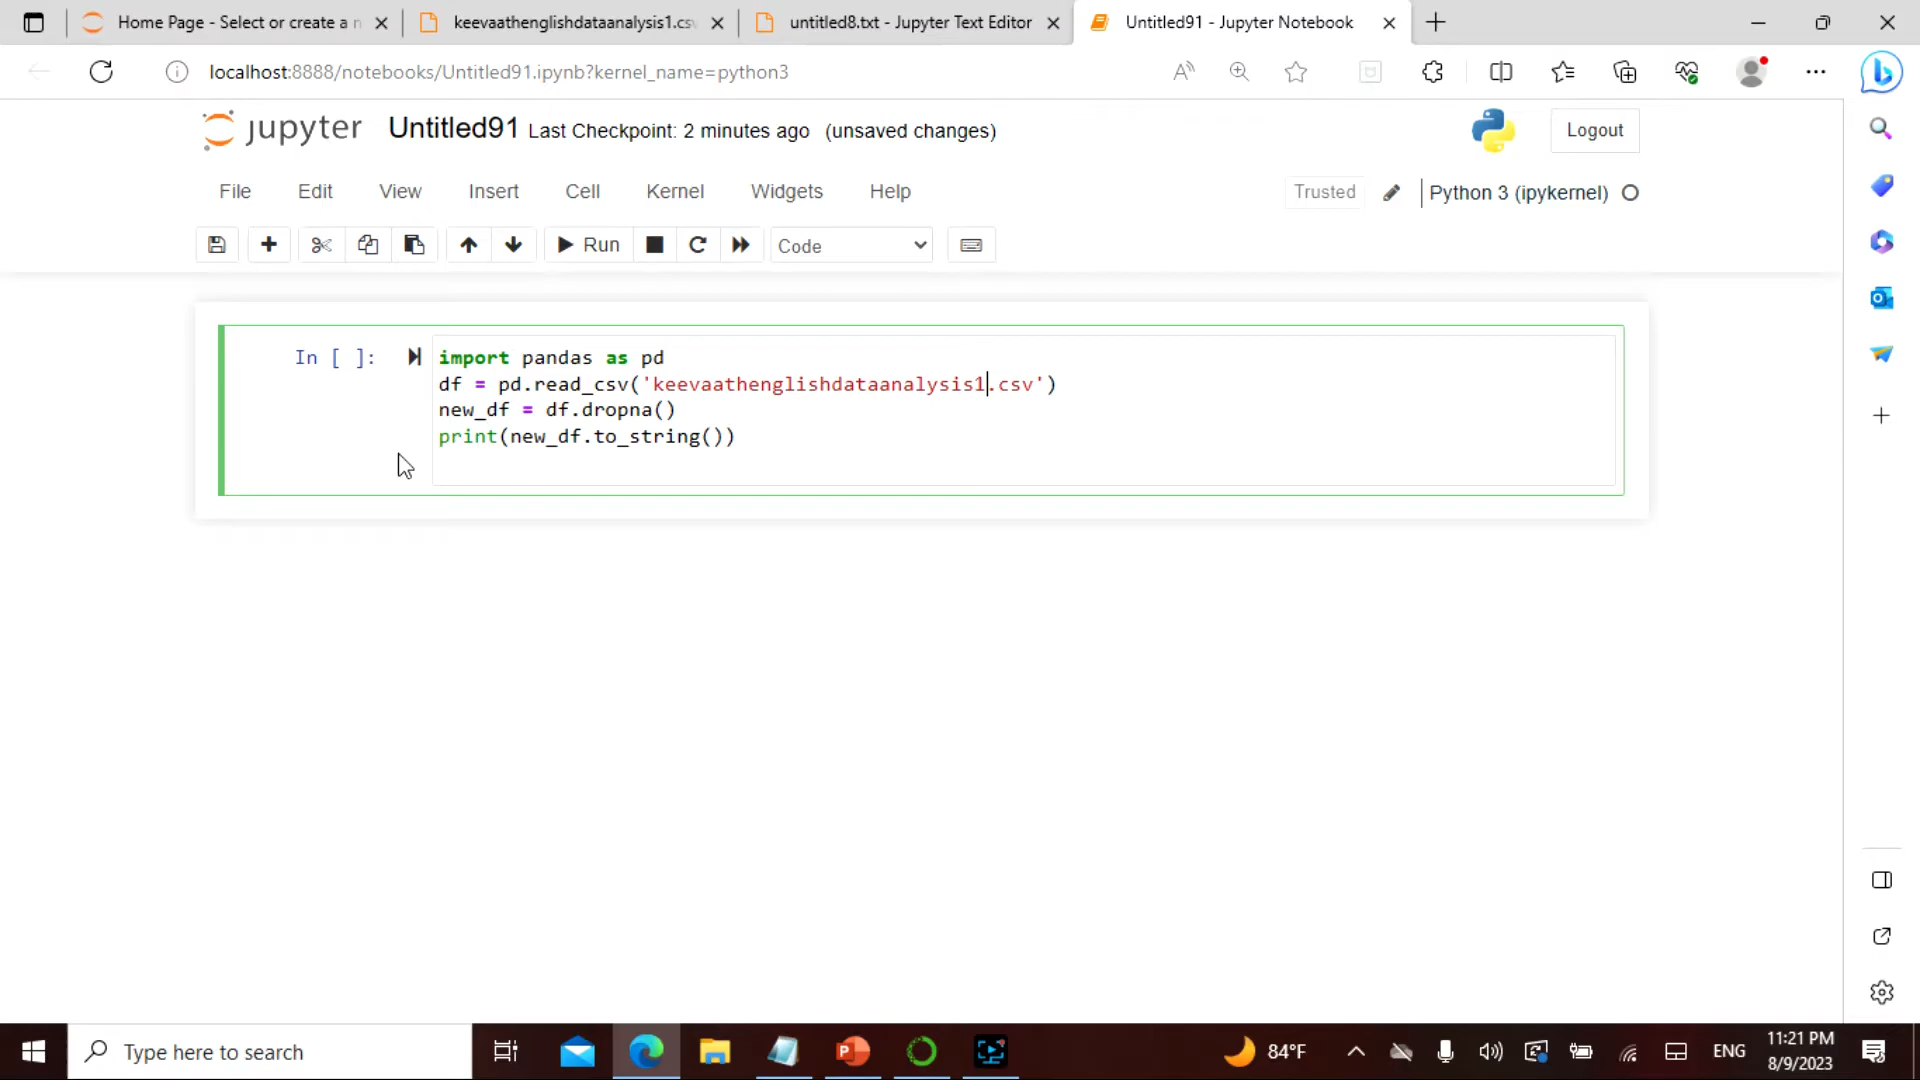 Home Page - Select or create a n
keevaathenglishdataanalysis1.csv
untitled8.txt - Jupyter Text Editor
Untitled91 - Jupyter Notebook
localhost:8888/notebooks/Untitled91.ipynb?kernel_name=python3
jupyter Untitled91 Last Checkpoint: 2 minutes ago (unsaved changes)
Logout
File Edit View Insert Cell Kernel Widgets Help
Trusted
Python 3 (ipykernel)
Run
Code
In [ ]:
import pandas as pd
df = pd.read_csv('keevaathenglishdataanalysis1.csv')
new_df = df.dropna()
print(new_df.to_string())
Type here to search
84°F
ENG
11:21 PM
8/9/2023